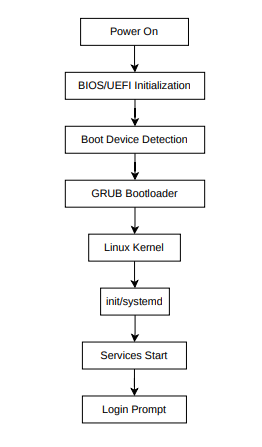 Power On
BIOS/UEFI Initialization
Boot Device Detection
GRUB Bootloader
Linux Kernel
init/systemd
Services Start
Login Prompt